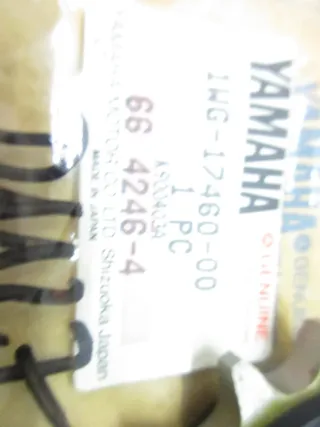 YAMAHA
GENUINE
1WG-17460-00
1 PC
66 4246-4
YAMAHA MOTOR CO., LTD. Shizuoka Japan
MADE IN JAPAN
YAMAHA